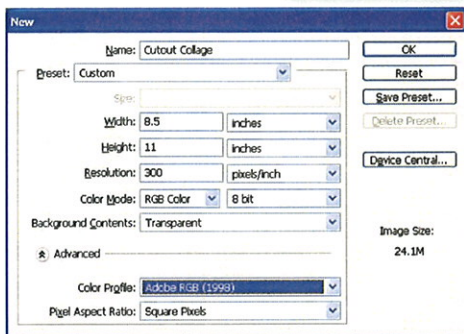 New
Name: Cutout Collage
OK
Preset: Custom
Reset
Size:
Save Preset...
Width: 8.5 inches
Delete Preset...
Height: 11 inches
Resolution: 300 pixels/inch
Device Central...
Color Mode: RGB Color 8 bit
Background Contents: Transparent
Image Size:
Advanced
24.1M
Color Profile: Adobe RGB (1998)
Pixel Aspect Ratio: Square Pixels